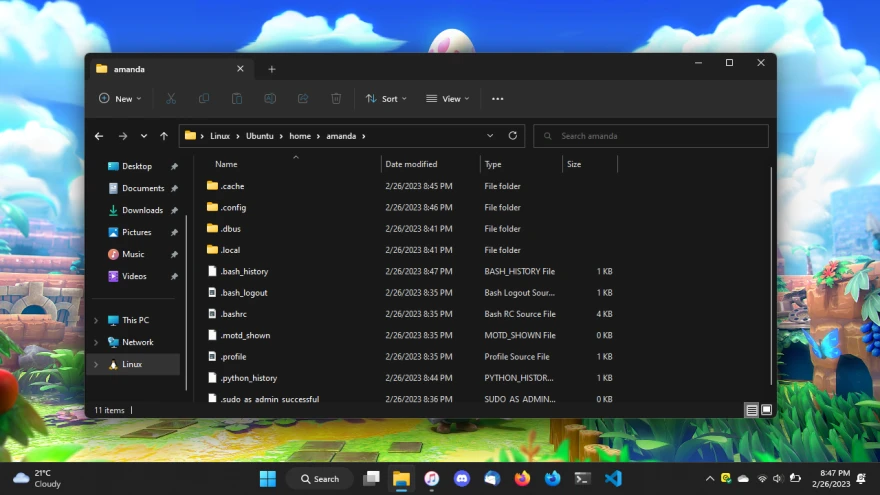 amanda
New
Sort
View
Linux > Ubuntu > home > amanda >
Search amanda
Desktop
Documents
Downloads
Pictures
Music
Videos
This PC
Network
Linux
Name Date modified Type Size
.cache 2/26/2023 8:45 PM File folder
.config 2/26/2023 8:46 PM File folder
.dbus 2/26/2023 8:41 PM File folder
.local 2/26/2023 8:41 PM File folder
.bash_history 2/26/2023 8:47 PM BASH_HISTORY File 1 KB
.bash_logout 2/26/2023 8:35 PM Bash Logout Sour... 1 KB
.bashrc 2/26/2023 8:35 PM Bash RC Source File 4 KB
.motd_shown 2/26/2023 8:35 PM MOTD_SHOWN File 0 KB
.profile 2/26/2023 8:35 PM Profile Source File 1 KB
.python_history 2/26/2023 8:44 PM PYTHON_HISTOR... 1 KB
.sudo_as_admin_successful 2/26/2023 8:36 PM SUDO_AS_ADMIN... 0 KB
11 items
21°C
Cloudy
Search
8:47 PM
2/26/2023